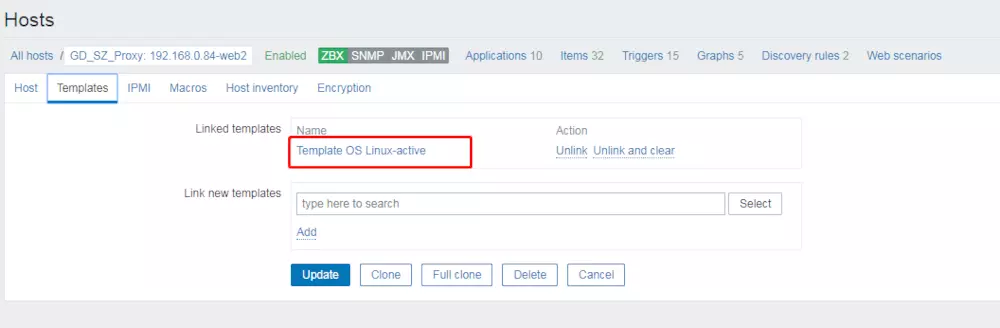 Hosts
All hosts / GD_SZ_Proxy: 192.168.0.84-web2 Enabled ZBX SNMP JMX IPMI Applications 10 Items 32 Triggers 15 Graphs 5 Discovery rules 2 Web scenarios
Host Templates IPMI Macros Host inventory Encryption
Linked templates Name Action
Template OS Linux-active Unlink Unlink and clear
Link new templates type here to search Select
Add
Update Clone Full clone Delete Cancel